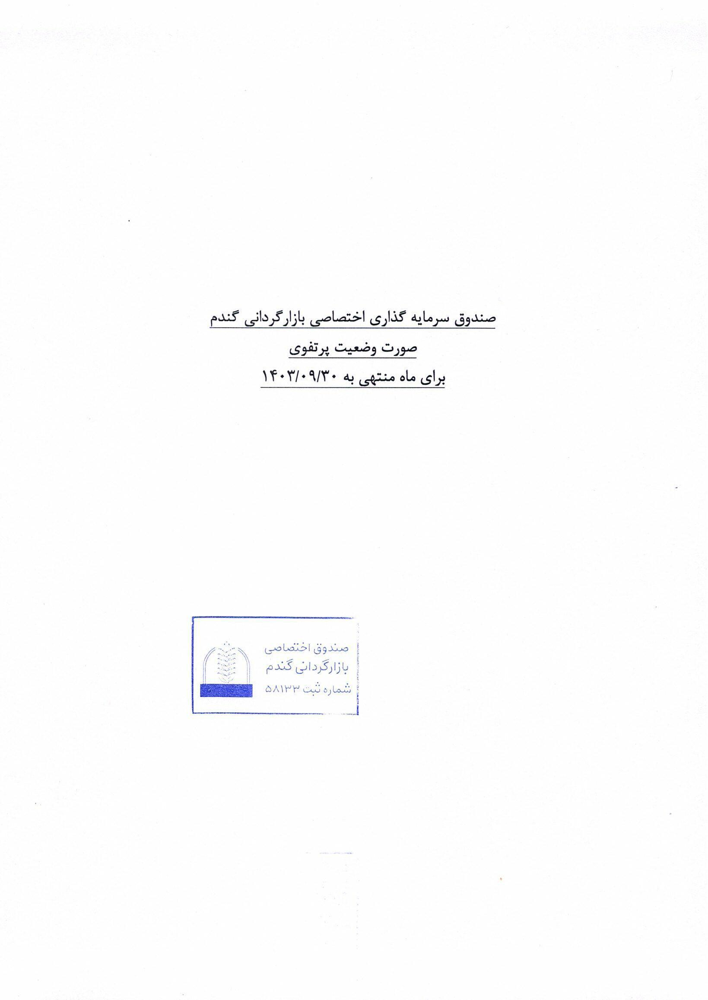 صندوق سرمایه گذاری اختصاصی بازارگردانی گندم
صورت وضعیت پرتفوی
برای ماه منتهی به ۱۴۰۳/۰۹/۳۰
صندوق اختصاصی
بازارگردانی گندم
شماره ثبت ۵۸۱۳۳